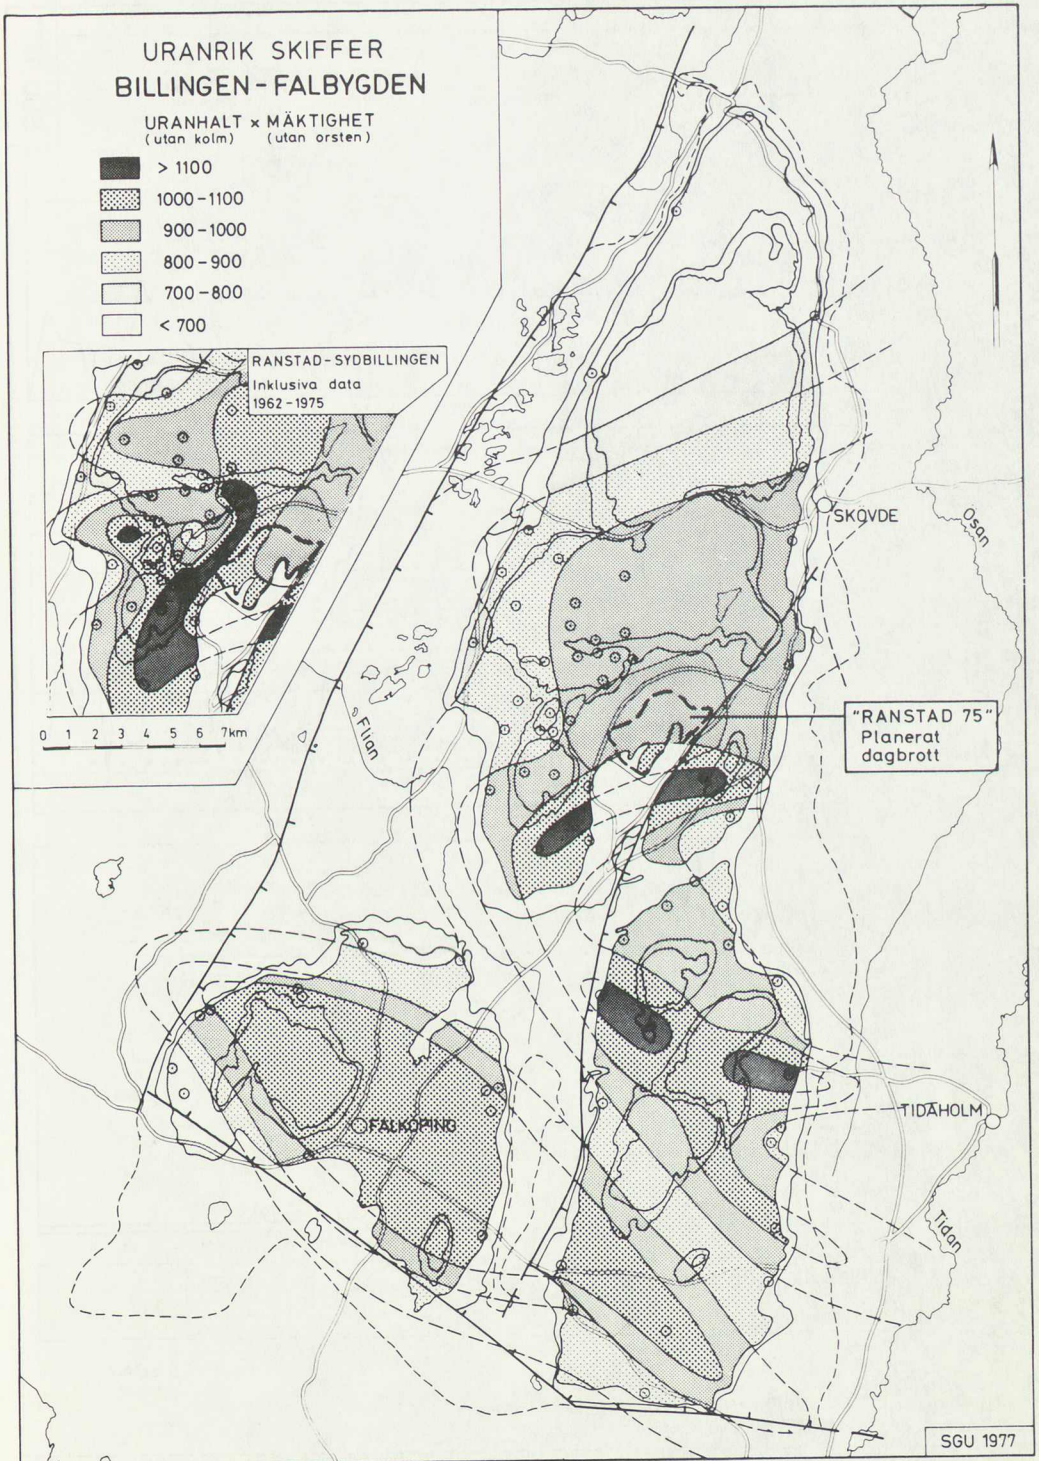 URANRIK SKIFFER
BILLINGEN-FALBYGDEN
URANHALT x MÄKTIGHET
(utan kolm) (utan orsten)
> 1100
1000-1100
900-1000
800-900
700-800
< 700
RANSTAD-SYDBILLINGEN
Inklusiva data
1962-1975
0 1 2 3 4 5 6 7km
SKÖVDE
Ösan
Flian
"RANSTAD 75"
Planerat
dagbrott
FALKÖPING
TIDAHOLM
Tidan
SGU 1977